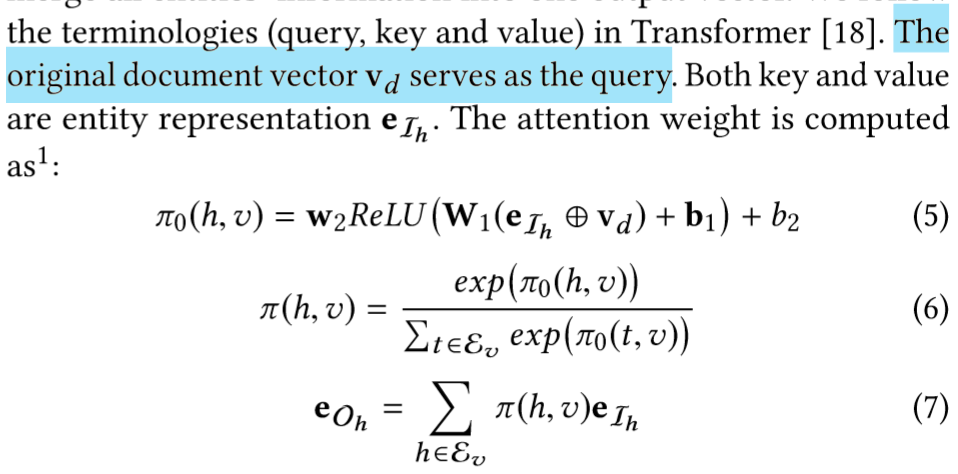 the terminologies (query, key and value) in Transformer [18]. The
original document vector v_d serves as the query. Both key and value
are entity representation e_{I_h}. The attention weight is computed
as¹:
π₀(h, v) = w₂ReLU(W₁(e_{I_h} ⊕ v_d) + b₁) + b₂ (5)
π(h, v) = exp(π₀(h, v)) / ∑_{t∈ℰ_v} exp(π₀(t, v)) (6)
e_{O_h} = ∑_{h∈ℰ_v} π(h, v)e_{I_h} (7)